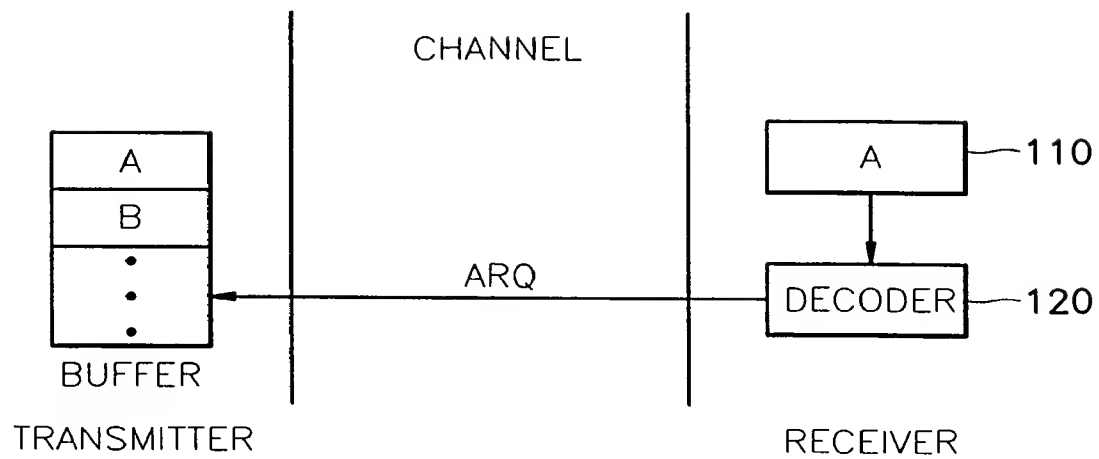 CHANNEL
A
B
BUFFER
TRANSMITTER
ARQ
A
110
DECODER
120
RECEIVER